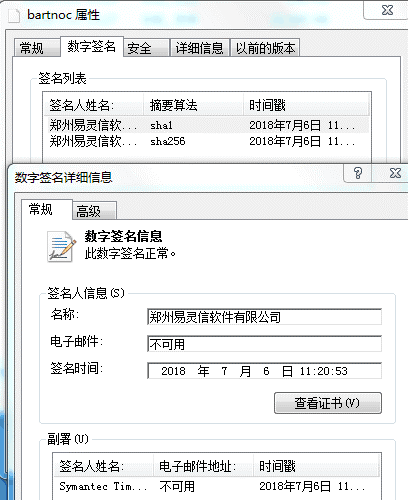 bartnoc 属性
常规 数字签名 安全 详细信息 以前的版本
签名列表
签名人姓名: 摘要算法 时间戳
郑州易灵信软... sha1 2018年7月6日 11...
郑州易灵信软... sha256 2018年7月6日 11...
数字签名详细信息
常规 高级
数字签名信息
此数字签名正常。
签名人信息(S)
名称: 郑州易灵信软件有限公司
电子邮件: 不可用
签名时间: 2018 年 7 月 6 日 11:20:53
查看证书(V)
副署(U)
签名人姓名: 电子邮件地址: 时间戳
Symantec Tim... 不可用 2018年7月6日 11...